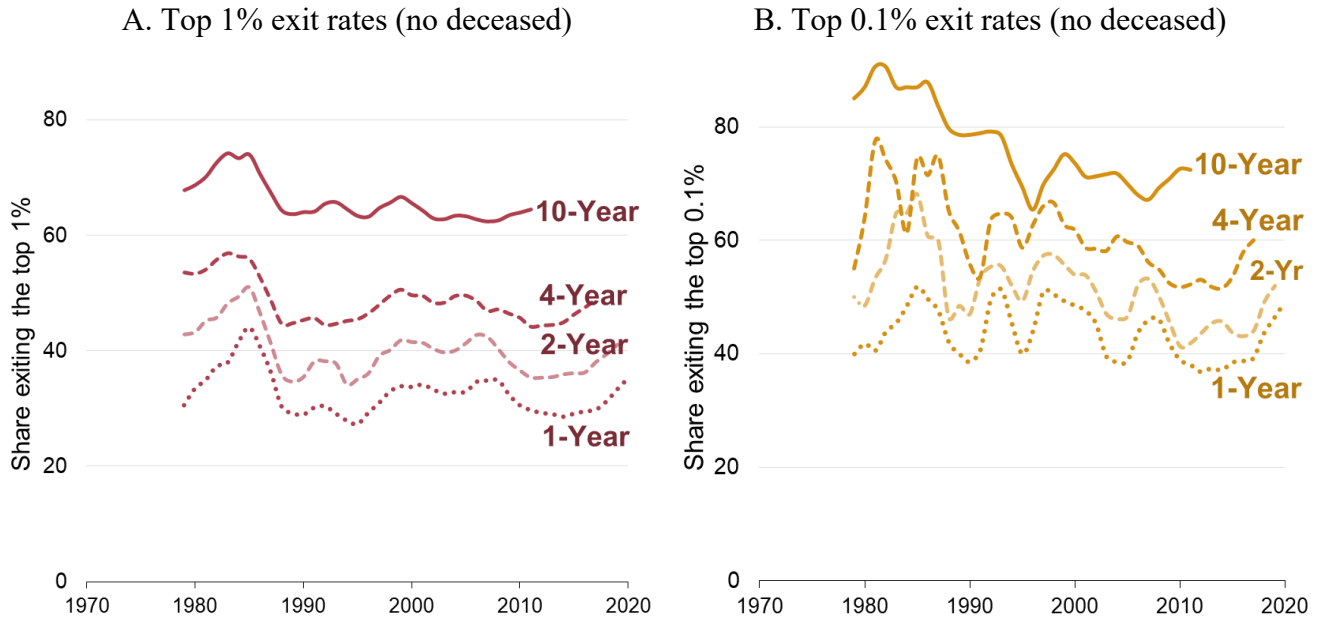 A. Top 1% exit rates (no deceased)
Share exiting the top 1%
80
60
40
20
0
1970
1980
1990
2000
2010
2020
10-Year
4-Year
2-Year
1-Year
B. Top 0.1% exit rates (no deceased)
Share exiting the top 0.1%
80
60
40
20
0
1970
1980
1990
2000
2010
2020
10-Year
4-Year
2-Yr
1-Year